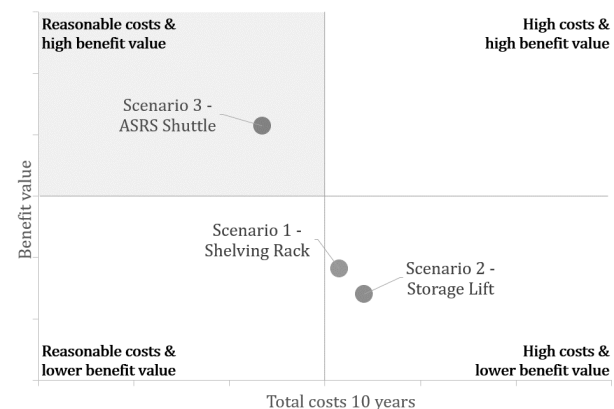 Reasonable costs &
high benefit value
High costs &
high benefit value
Scenario 3 -
ASRS Shuttle
Benefit value
Scenario 1 -
Shelving Rack
Scenario 2 -
Storage Lift
Reasonable costs &
lower benefit value
High costs &
lower benefit value
Total costs 10 years